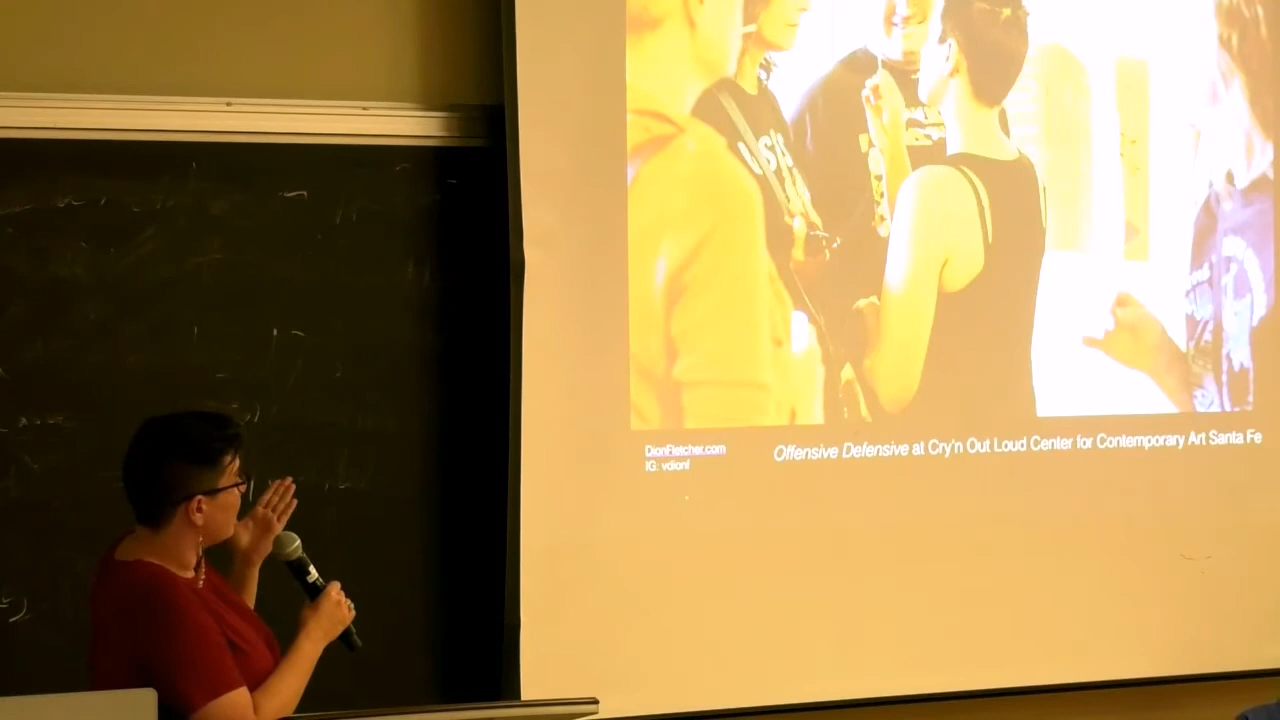 DionFletcher.com
IG: vdionf
Offensive Defensive at Cry'n Out Loud Center for Contemporary Art Santa Fe